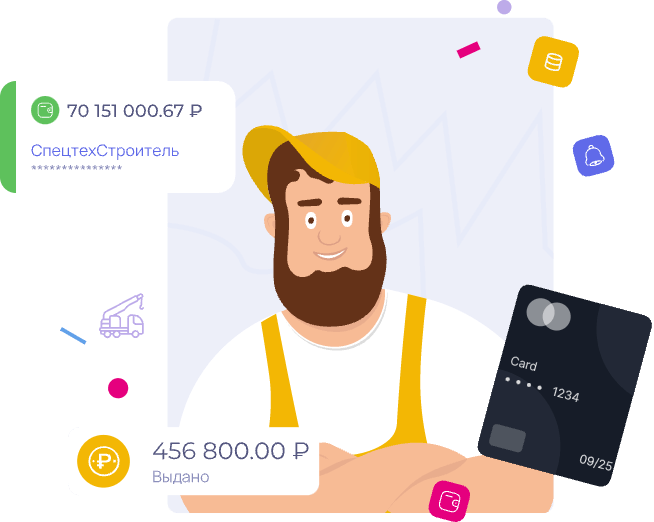 70 151 000.67 ₽
СпецтехСтроитель
***************
Card
•••• 1234
09/25
456 800.00 ₽
Выдано